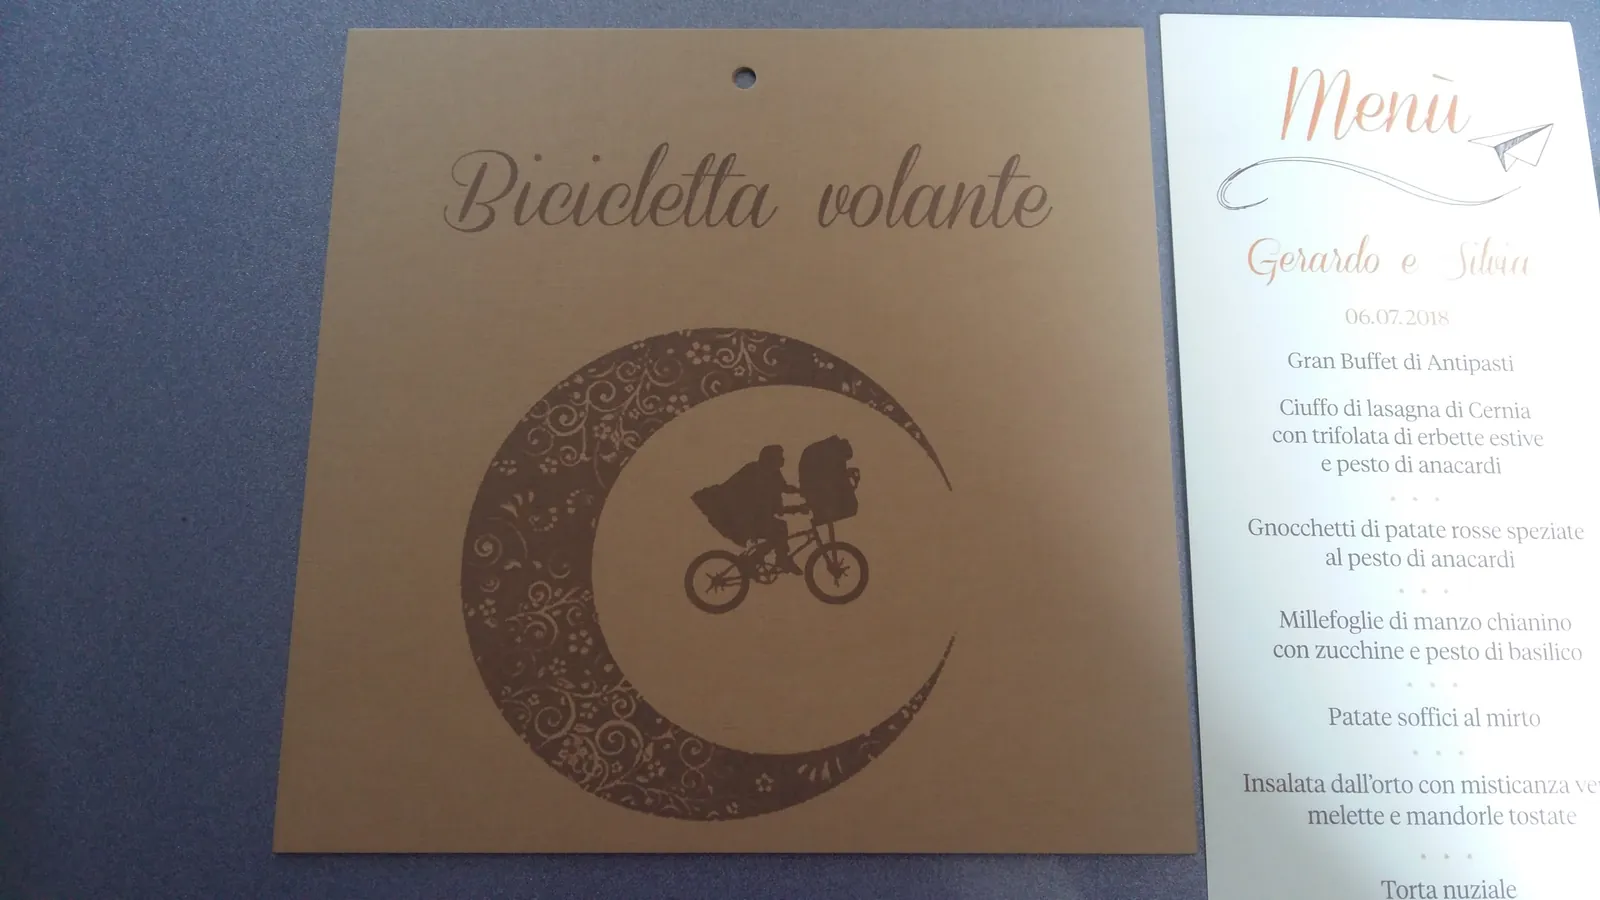 Bicicletta volante
Menù
Gerardo e Silvia
06.07.2018
Gran Buffet di Antipasti
Ciuffo di lasagna di Cernia
con trifolata di erbette estive
e pesto di anacardi
Gnocchetti di patate rosse speziate
al pesto di anacardi
Millefoglie di manzo chianino
con zucchine e pesto di basilico
Patate soffici al mirto
Insalata dall'orto con misticanza
melette e mandorle tostate
Torta nuziale